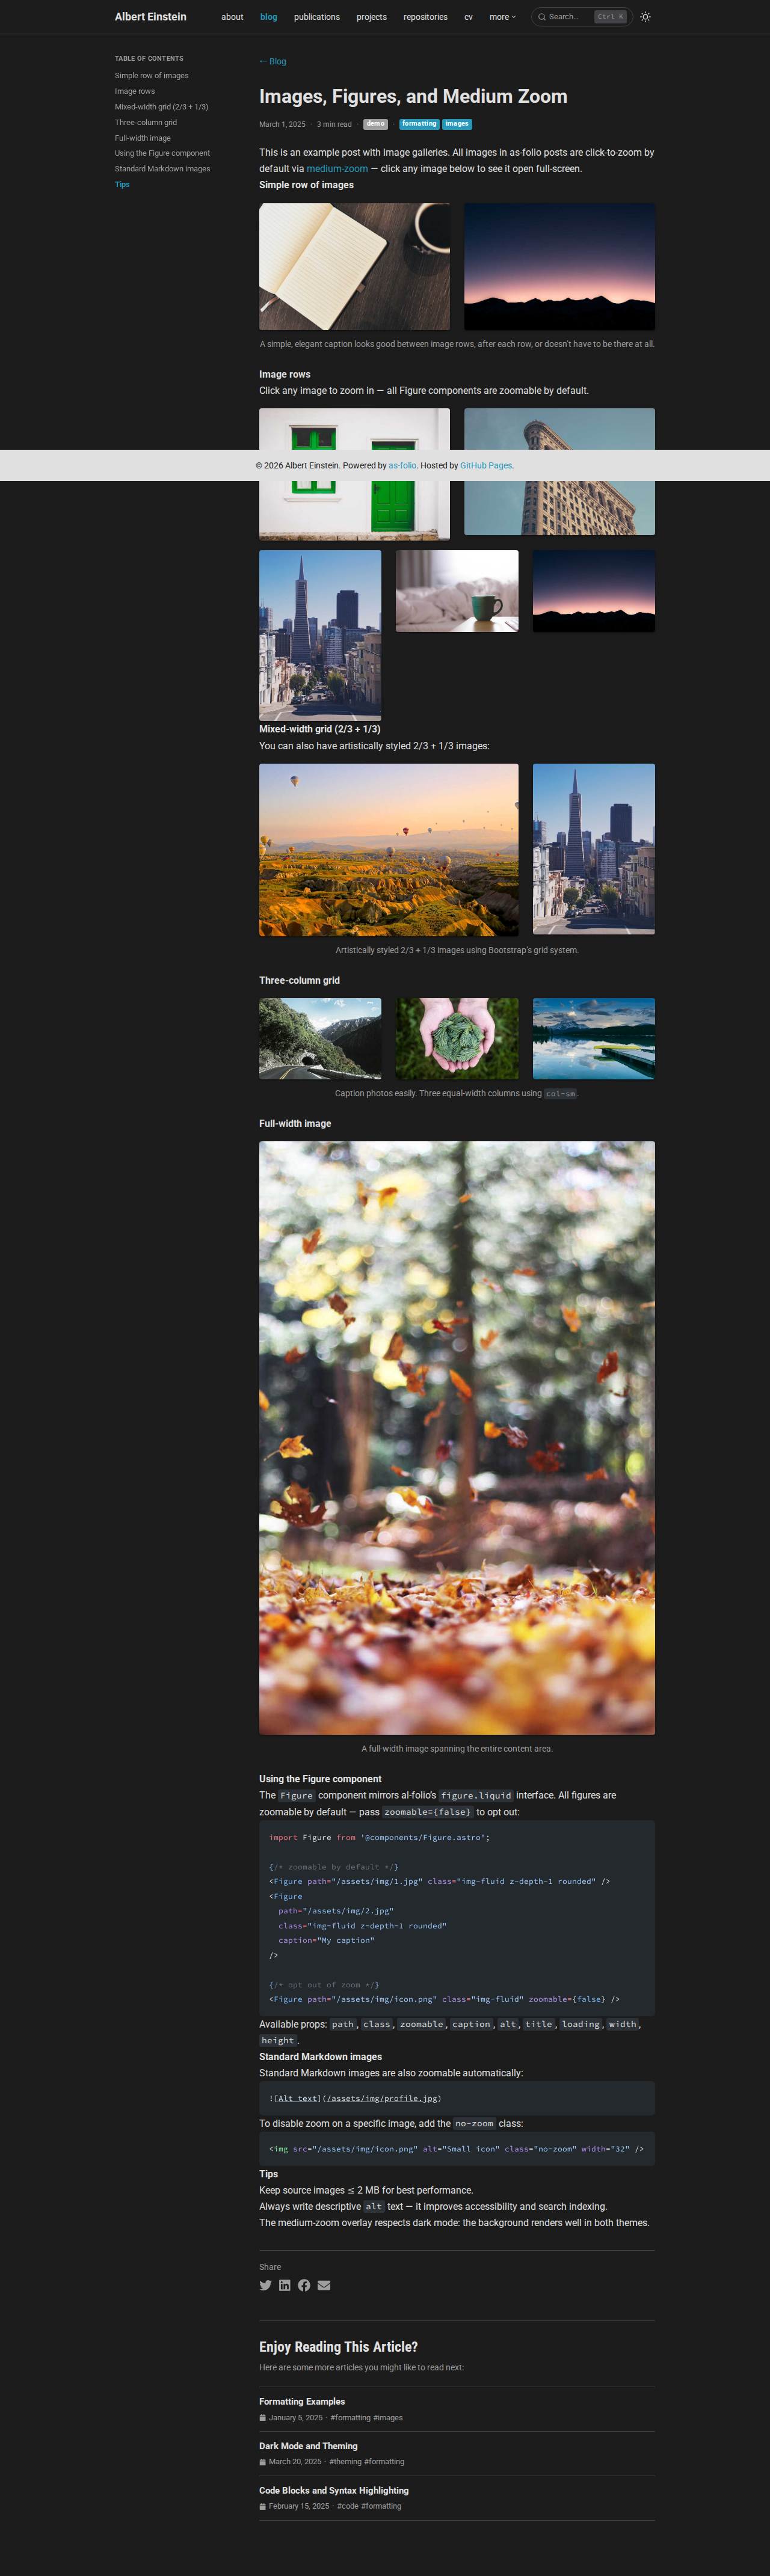 Albert Einstein
about
blog
publications
projects
repositories
cv
more
Search...
Ctrl K
TABLE OF CONTENTS
Simple row of images
Image rows
Mixed-width grid (2/3 + 1/3)
Three-column grid
Full-width image
Using the Figure component
Standard Markdown images
Tips
← Blog
Images, Figures, and Medium Zoom
March 1, 2025 · 3 min read · demo · formatting images
This is an example post with image galleries. All images in as-folio posts are click-to-zoom by
default via medium-zoom — click any image below to see it open full-screen.
Simple row of images
A simple, elegant caption looks good between image rows, after each row, or doesn't have to be there at all.
Image rows
Click any image to zoom in — all Figure components are zoomable by default.
© 2026 Albert Einstein. Powered by as-folio. Hosted by GitHub Pages.
Mixed-width grid (2/3 + 1/3)
You can also have artistically styled 2/3 + 1/3 images:
Artistically styled 2/3 + 1/3 images using Bootstrap's grid system.
Three-column grid
Caption photos easily. Three equal-width columns using col-sm.
Full-width image
A full-width image spanning the entire content area.
Using the Figure component
The Figure component mirrors al-folio's figure.liquid interface. All figures are
zoomable by default — pass zoomable={false} to opt out:
import Figure from '@components/Figure.astro';
{/* zoomable by default */}
<Figure path="/assets/img/1.jpg" class="img-fluid z-depth-1 rounded" />
<Figure
path="/assets/img/2.jpg"
class="img-fluid z-depth-1 rounded"
caption="My caption"
/>
{/* opt out of zoom */}
<Figure path="/assets/img/icon.png" class="img-fluid" zoomable={false} />
Available props: path, class, zoomable, caption, alt, title, loading, width,
height.
Standard Markdown images
Standard Markdown images are also zoomable automatically:
![Alt text](/assets/img/profile.jpg)
To disable zoom on a specific image, add the no-zoom class:
<img src="/assets/img/icon.png" alt="Small icon" class="no-zoom" width="32" />
Tips
Keep source images ≤ 2 MB for best performance.
Always write descriptive alt text — it improves accessibility and search indexing.
The medium-zoom overlay respects dark mode: the background renders well in both themes.
Share
Enjoy Reading This Article?
Here are some more articles you might like to read next:
Formatting Examples
January 5, 2025 · #formatting #images
Dark Mode and Theming
March 20, 2025 · #theming #formatting
Code Blocks and Syntax Highlighting
February 15, 2025 · #code #formatting